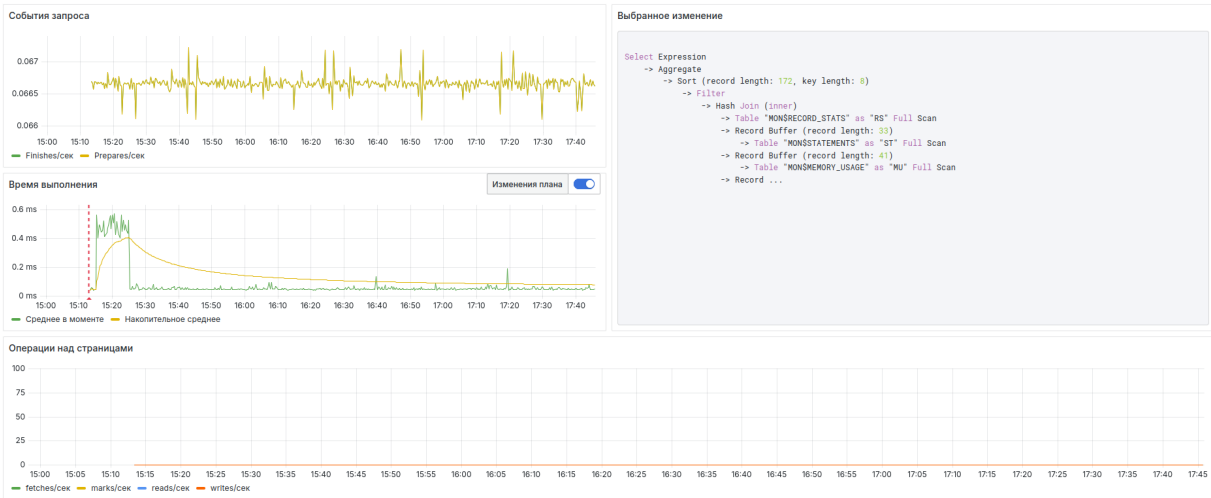 События запроса
0.067
0.0665
0.066
15:00 15:10 15:20 15:30 15:40 15:50 16:00 16:10 16:20 16:30 16:40 16:50 17:00 17:10 17:20 17:30 17:40
Finishes/сек Prepares/сек
Время выполнения
Изменения плана
0.6 ms
0.4 ms
0.2 ms
0 ms
15:00 15:10 15:20 15:30 15:40 15:50 16:00 16:10 16:20 16:30 16:40 16:50 17:00 17:10 17:20 17:30 17:40
Среднее в моменте Накопительное среднее
Выбранное изменение
Select Expression
-> Aggregate
-> Sort (record length: 172, key length: 8)
-> Filter
-> Hash Join (inner)
-> Table "MON$RECORD_STATS" as "RS" Full Scan
-> Record Buffer (record length: 33)
-> Table "MON$STATEMENTS" as "ST" Full Scan
-> Record Buffer (record length: 41)
-> Table "MON$MEMORY_USAGE" as "MU" Full Scan
-> Record ...
Операции над страницами
100
75
50
25
0
15:00 15:05 15:10 15:15 15:20 15:25 15:30 15:35 15:40 15:45 15:50 15:55 16:00 16:05 16:10 16:15 16:20 16:25 16:30 16:35 16:40 16:45 16:50 16:55 17:00 17:05 17:10 17:15 17:20 17:25 17:30 17:35 17:40 17:45
fetches/сек marks/сек reads/сек writes/сек